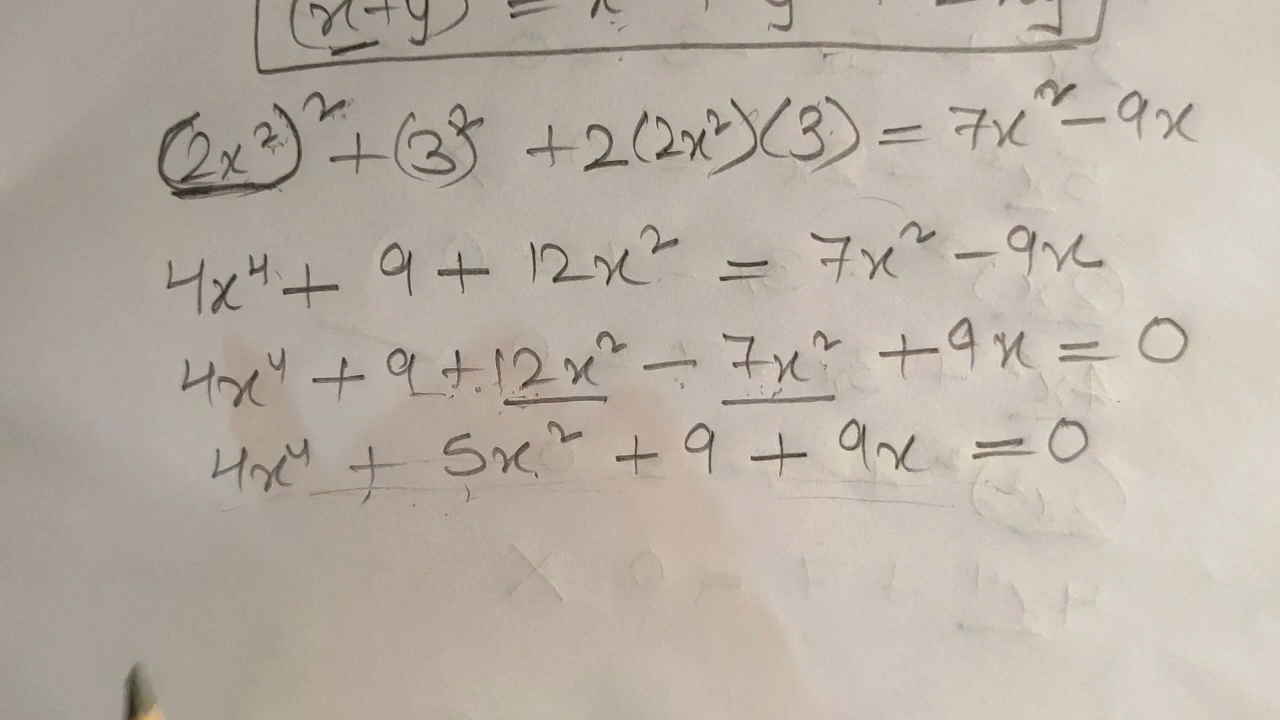 (2x²)² + (3)² + 2(2x²)(3) = 7x² - 9x
4x⁴ + 9 + 12x² = 7x² - 9x
4x⁴ + 9 + 12x² - 7x² + 9x = 0
4x⁴ + 5x² + 9 + 9x = 0